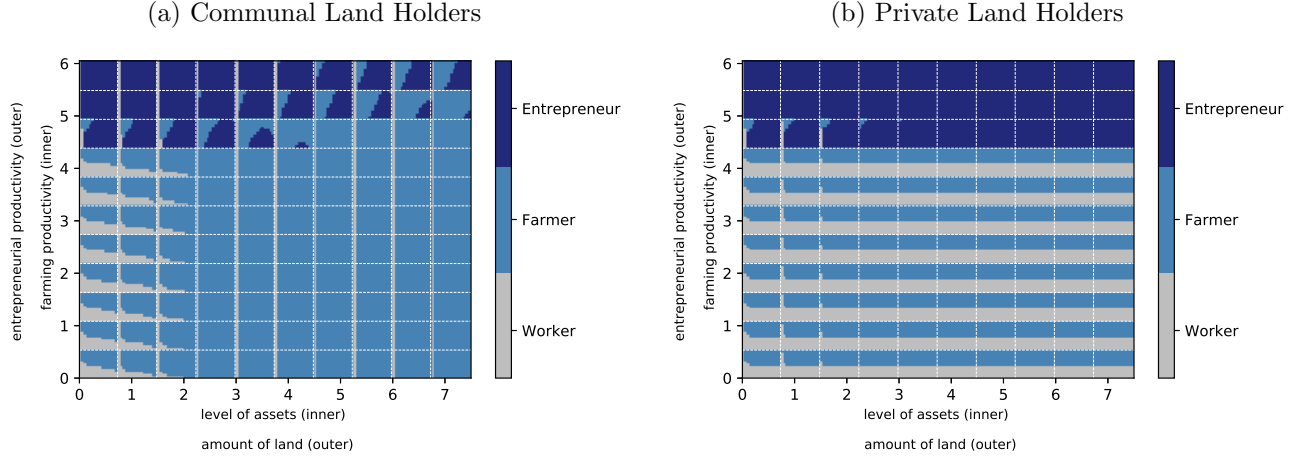 (a) Communal Land Holders
entrepreneurial productivity (outer)
farming productivity (inner)
6
5
4
3
2
1
0
0 1 2 3 4 5 6 7
level of assets (inner)
amount of land (outer)
Entrepreneur
Farmer
Worker
(b) Private Land Holders
entrepreneurial productivity (outer)
farming productivity (inner)
6
5
4
3
2
1
0
0 1 2 3 4 5 6 7
level of assets (inner)
amount of land (outer)
Entrepreneur
Farmer
Worker